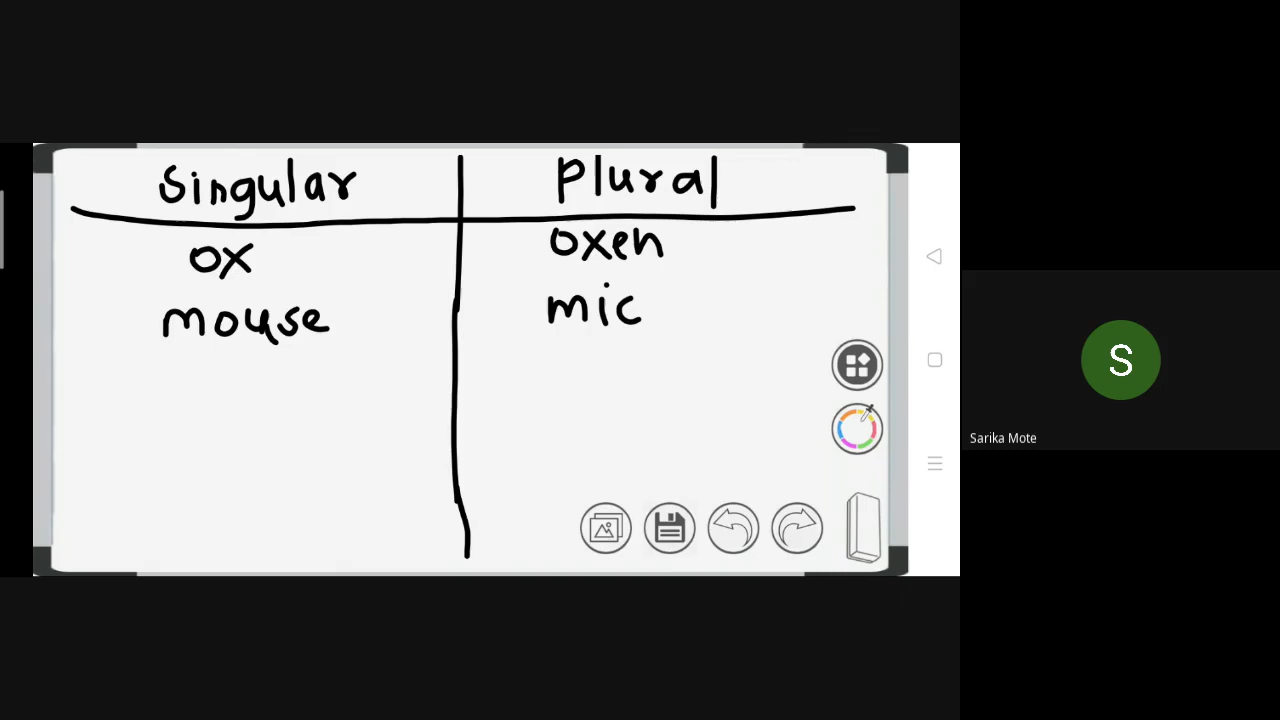 Singular Plural
ox oxen
mouse mic
S
Sarika Mote